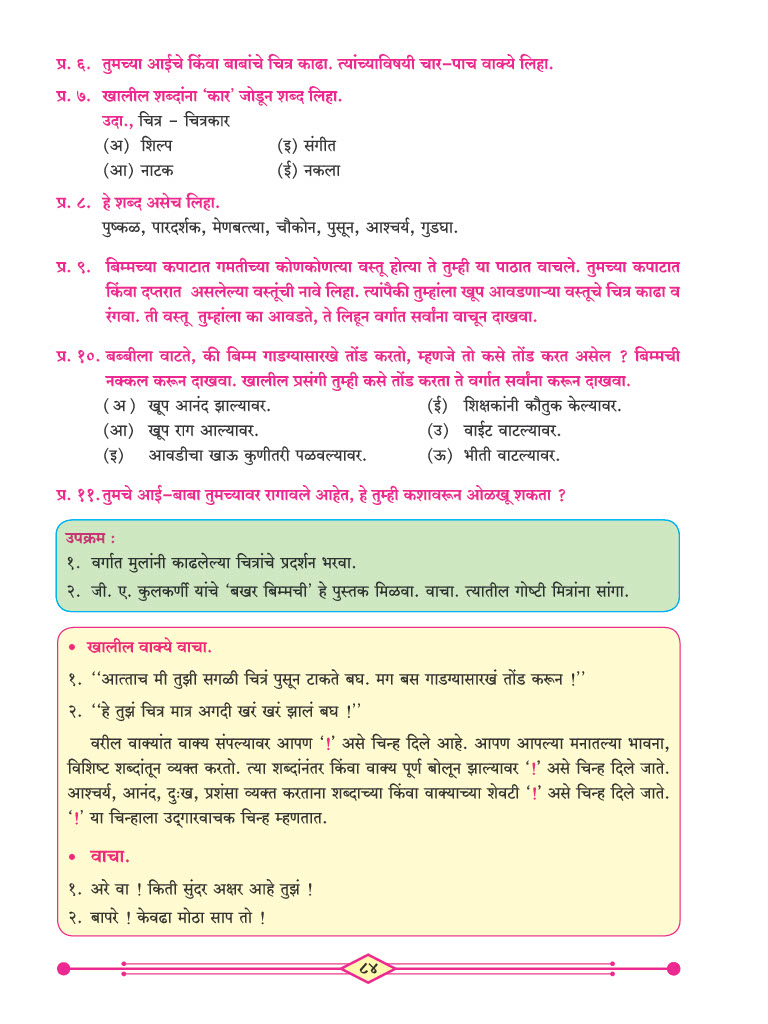 प्र. ६. तुमच्या आईचे किंवा बाबांचे चित्र काढा. त्यांच्याविषयी चार–पाच वाक्ये लिहा.
प्र. ७. खालील शब्दांना ‘कार’ जोडून शब्द लिहा.
उदा., चित्र – चित्रकार
(अ) शिल्प (इ) संगीत
(आ) नाटक (ई) नकला
प्र. ८. हे शब्द असेच लिहा.
पुष्कळ, पारदर्शक, मेणबत्त्या, चौकोन, पुसून, आश्चर्य, गुडघा.
प्र. ९. बिम्मच्या कपाटात गमतीच्या कोणकोणत्या वस्तू होत्या ते तुम्ही या पाठात वाचले. तुमच्या कपाटात
किंवा दप्तरात असलेल्या वस्तूंची नावे लिहा. त्यांपैकी तुम्हांला खूप आवडणाऱ्या वस्तूचे चित्र काढा व
रंगवा. ती वस्तू तुम्हांला का आवडते, ते लिहून वर्गात सर्वांना वाचून दाखवा.
प्र. १०. बब्बीला वाटते, की बिम्म गाडग्यासारखे तोंड करतो, म्हणजे तो कसे तोंड करत असेल ? बिम्मची
नक्कल करून दाखवा. खालील प्रसंगी तुम्ही कसे तोंड करता ते वर्गात सर्वांना करून दाखवा.
(अ ) खूप आनंद झाल्यावर. (ई) शिक्षकांनी कौतुक केल्यावर.
(आ) खूप राग आल्यावर. (उ) वाईट वाटल्यावर.
(इ) आवडीचा खाऊ कुणीतरी पळवल्यावर. (ऊ) भीती वाटल्यावर.
प्र. ११. तुमचे आई–बाबा तुमच्यावर रागावले आहेत, हे तुम्ही कशावरून ओळखू शकता ?
उपक्रम :
१. वर्गात मुलांनी काढलेल्या चित्रांचे प्रदर्शन भरवा.
२. जी. ए. कुलकर्णी यांचे ‘बखर बिम्मची’ हे पुस्तक मिळवा. वाचा. त्यातील गोष्टी मित्रांना सांगा.
• खालील वाक्ये वाचा.
१. ‘‘आत्ताच मी तुझी सगळी चित्रं पुसून टाकते बघ. मग बस गाडग्यासारखं तोंड करून !’’
२. ‘‘हे तुझं चित्र मात्र अगदी खरं खरं झालं बघ !’’
वरील वाक्यांत वाक्य संपल्यावर आपण ‘!’ असे चिन्ह दिले आहे. आपण आपल्या मनातल्या भावना,
विशिष्ट शब्दांतून व्यक्त करतो. त्या शब्दांनंतर किंवा वाक्य पूर्ण बोलून झाल्यावर ‘!’ असे चिन्ह दिले जाते.
आश्चर्य, आनंद, दुःख, प्रशंसा व्यक्त करताना शब्दाच्या किंवा वाक्याच्या शेवटी ‘!’ असे चिन्ह दिले जाते.
‘!’ या चिन्हाला उद्‌गारवाचक चिन्ह म्हणतात.
• वाचा.
१. अरे वा ! किती सुंदर अक्षर आहे तुझं !
२. बापरे ! केवढा मोठा साप तो !
८४